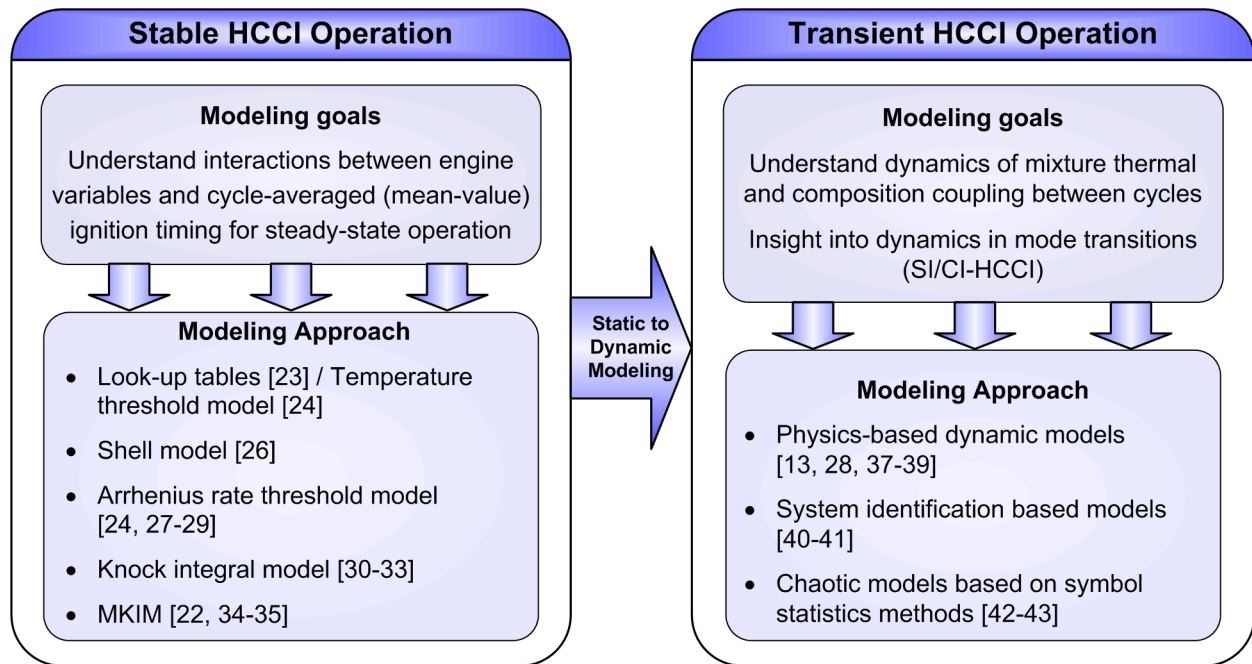 Stable HCCI Operation
Modeling goals
Understand interactions between engine
variables and cycle-averaged (mean-value)
ignition timing for steady-state operation
Modeling Approach
• Look-up tables [23] / Temperature
threshold model [24]
• Shell model [26]
• Arrhenius rate threshold model
[24, 27-29]
• Knock integral model [30-33]
• MKIM [22, 34-35]
Static to
Dynamic
Modeling
Transient HCCI Operation
Modeling goals
Understand dynamics of mixture thermal
and composition coupling between cycles
Insight into dynamics in mode transitions
(SI/CI-HCCI)
Modeling Approach
• Physics-based dynamic models
[13, 28, 37-39]
• System identification based models
[40-41]
• Chaotic models based on symbol
statistics methods [42-43]